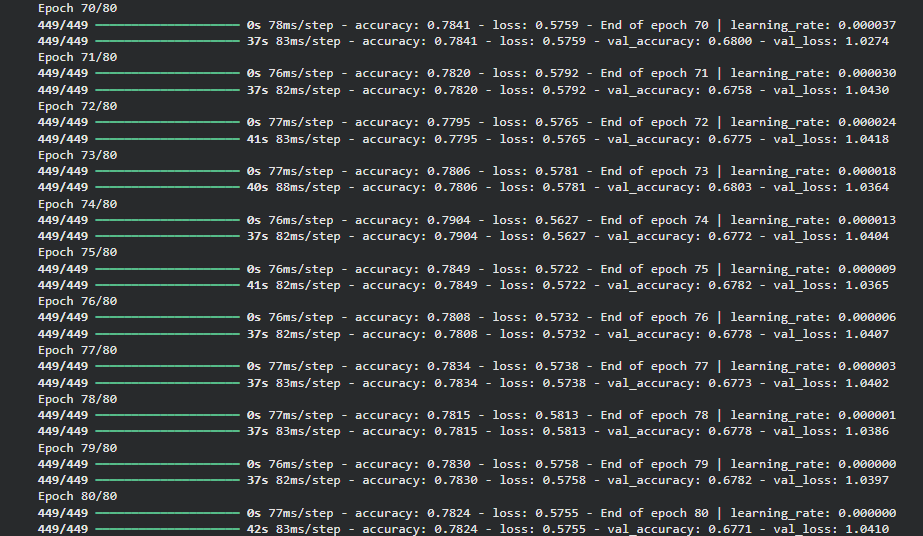 Epoch 70/80
449/449 ━━━━━━━━━━━━━━━━━━━━ 0s 78ms/step - accuracy: 0.7841 - loss: 0.5759 - End of epoch 70 | learning_rate: 0.000037
449/449 ━━━━━━━━━━━━━━━━━━━━ 37s 83ms/step - accuracy: 0.7841 - loss: 0.5759 - val_accuracy: 0.6800 - val_loss: 1.0274
Epoch 71/80
449/449 ━━━━━━━━━━━━━━━━━━━━ 0s 76ms/step - accuracy: 0.7820 - loss: 0.5792 - End of epoch 71 | learning_rate: 0.000030
449/449 ━━━━━━━━━━━━━━━━━━━━ 37s 82ms/step - accuracy: 0.7820 - loss: 0.5792 - val_accuracy: 0.6758 - val_loss: 1.0430
Epoch 72/80
449/449 ━━━━━━━━━━━━━━━━━━━━ 0s 77ms/step - accuracy: 0.7795 - loss: 0.5765 - End of epoch 72 | learning_rate: 0.000024
449/449 ━━━━━━━━━━━━━━━━━━━━ 41s 83ms/step - accuracy: 0.7795 - loss: 0.5765 - val_accuracy: 0.6775 - val_loss: 1.0418
Epoch 73/80
449/449 ━━━━━━━━━━━━━━━━━━━━ 0s 77ms/step - accuracy: 0.7806 - loss: 0.5781 - End of epoch 73 | learning_rate: 0.000018
449/449 ━━━━━━━━━━━━━━━━━━━━ 40s 88ms/step - accuracy: 0.7806 - loss: 0.5781 - val_accuracy: 0.6803 - val_loss: 1.0364
Epoch 74/80
449/449 ━━━━━━━━━━━━━━━━━━━━ 0s 76ms/step - accuracy: 0.7904 - loss: 0.5627 - End of epoch 74 | learning_rate: 0.000013
449/449 ━━━━━━━━━━━━━━━━━━━━ 37s 82ms/step - accuracy: 0.7904 - loss: 0.5627 - val_accuracy: 0.6772 - val_loss: 1.0404
Epoch 75/80
449/449 ━━━━━━━━━━━━━━━━━━━━ 0s 76ms/step - accuracy: 0.7849 - loss: 0.5722 - End of epoch 75 | learning_rate: 0.000009
449/449 ━━━━━━━━━━━━━━━━━━━━ 41s 82ms/step - accuracy: 0.7849 - loss: 0.5722 - val_accuracy: 0.6782 - val_loss: 1.0365
Epoch 76/80
449/449 ━━━━━━━━━━━━━━━━━━━━ 0s 76ms/step - accuracy: 0.7808 - loss: 0.5732 - End of epoch 76 | learning_rate: 0.000006
449/449 ━━━━━━━━━━━━━━━━━━━━ 37s 82ms/step - accuracy: 0.7808 - loss: 0.5732 - val_accuracy: 0.6778 - val_loss: 1.0407
Epoch 77/80
449/449 ━━━━━━━━━━━━━━━━━━━━ 0s 77ms/step - accuracy: 0.7834 - loss: 0.5738 - End of epoch 77 | learning_rate: 0.000003
449/449 ━━━━━━━━━━━━━━━━━━━━ 37s 83ms/step - accuracy: 0.7834 - loss: 0.5738 - val_accuracy: 0.6773 - val_loss: 1.0402
Epoch 78/80
449/449 ━━━━━━━━━━━━━━━━━━━━ 0s 77ms/step - accuracy: 0.7815 - loss: 0.5813 - End of epoch 78 | learning_rate: 0.000001
449/449 ━━━━━━━━━━━━━━━━━━━━ 37s 83ms/step - accuracy: 0.7815 - loss: 0.5813 - val_accuracy: 0.6778 - val_loss: 1.0386
Epoch 79/80
449/449 ━━━━━━━━━━━━━━━━━━━━ 0s 76ms/step - accuracy: 0.7830 - loss: 0.5758 - End of epoch 79 | learning_rate: 0.000000
449/449 ━━━━━━━━━━━━━━━━━━━━ 37s 82ms/step - accuracy: 0.7830 - loss: 0.5758 - val_accuracy: 0.6782 - val_loss: 1.0397
Epoch 80/80
449/449 ━━━━━━━━━━━━━━━━━━━━ 0s 77ms/step - accuracy: 0.7824 - loss: 0.5755 - End of epoch 80 | learning_rate: 0.000000
449/449 ━━━━━━━━━━━━━━━━━━━━ 42s 83ms/step - accuracy: 0.7824 - loss: 0.5755 - val_accuracy: 0.6771 - val_loss: 1.0410